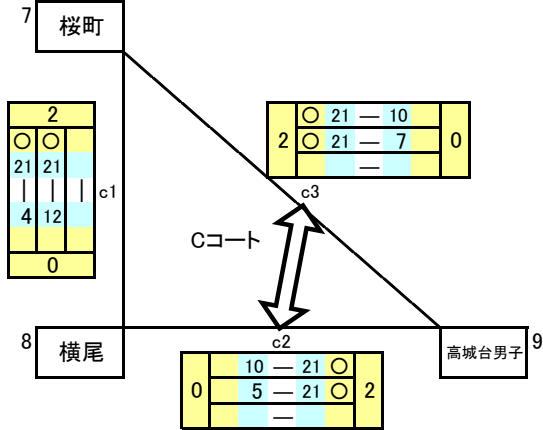 7 桜町
2
○ ○
21 21
| | |
4 12
0
c1
2 ○ 21 — 10 0
○ 21 — 7
—
c3
Cコート
8 横尾
高城台男子 9
c2
0 10 — 21 ○ 2
5 — 21 ○
—